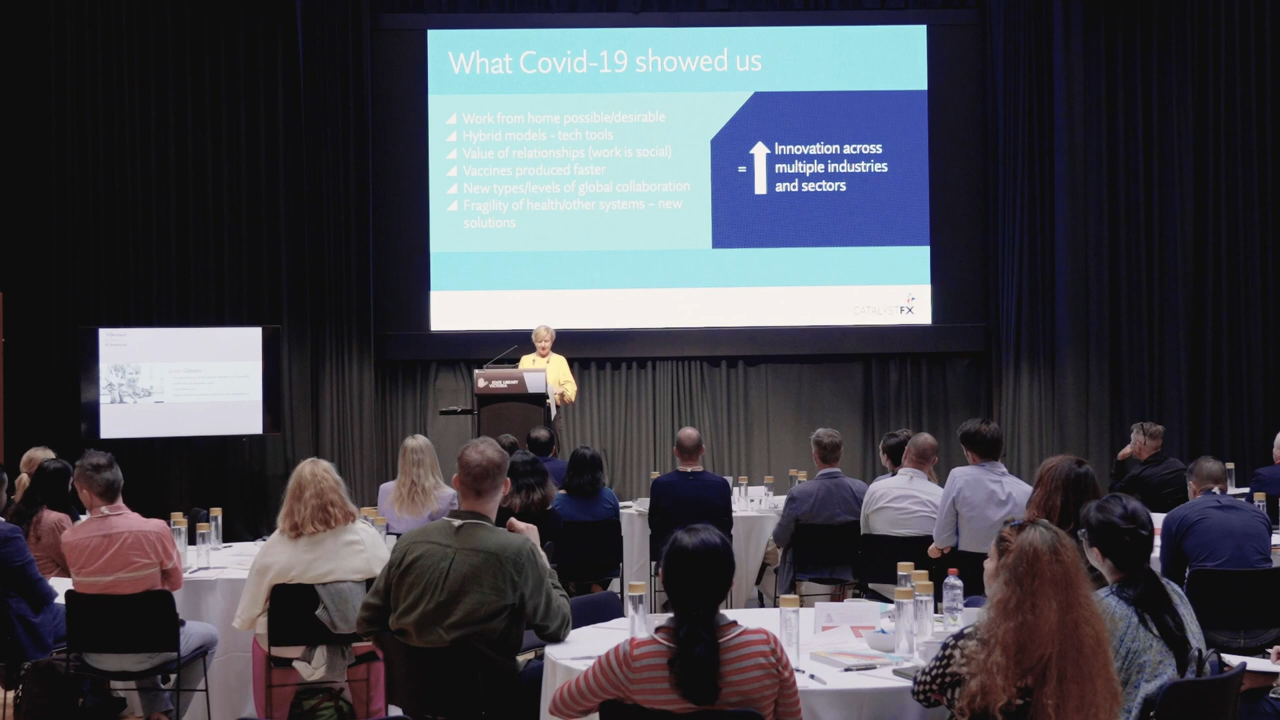 What Covid-19 showed us
Work from home possible/desirable
Hybrid models - tech tools
Value of relationships (work is social)
Vaccines produced faster
New types/levels of global collaboration
Fragility of health/other systems – new
solutions
= Innovation across
multiple industries
and sectors
CATALYSTFX
STATE LIBRARY
VICTORIA